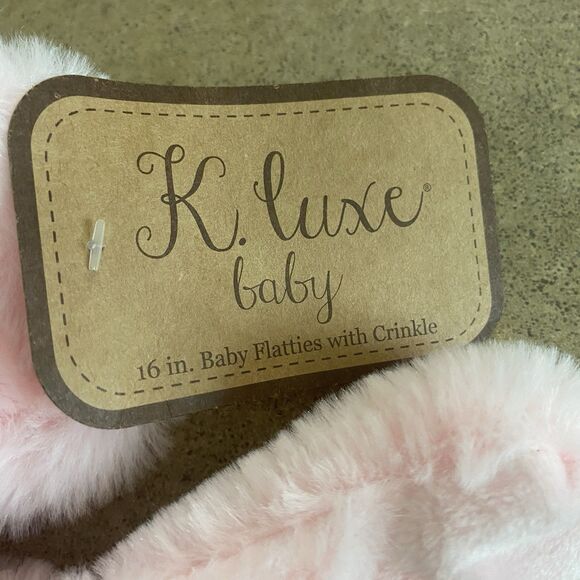 K. luxe®
baby
16 in. Baby Flatties with Crinkle